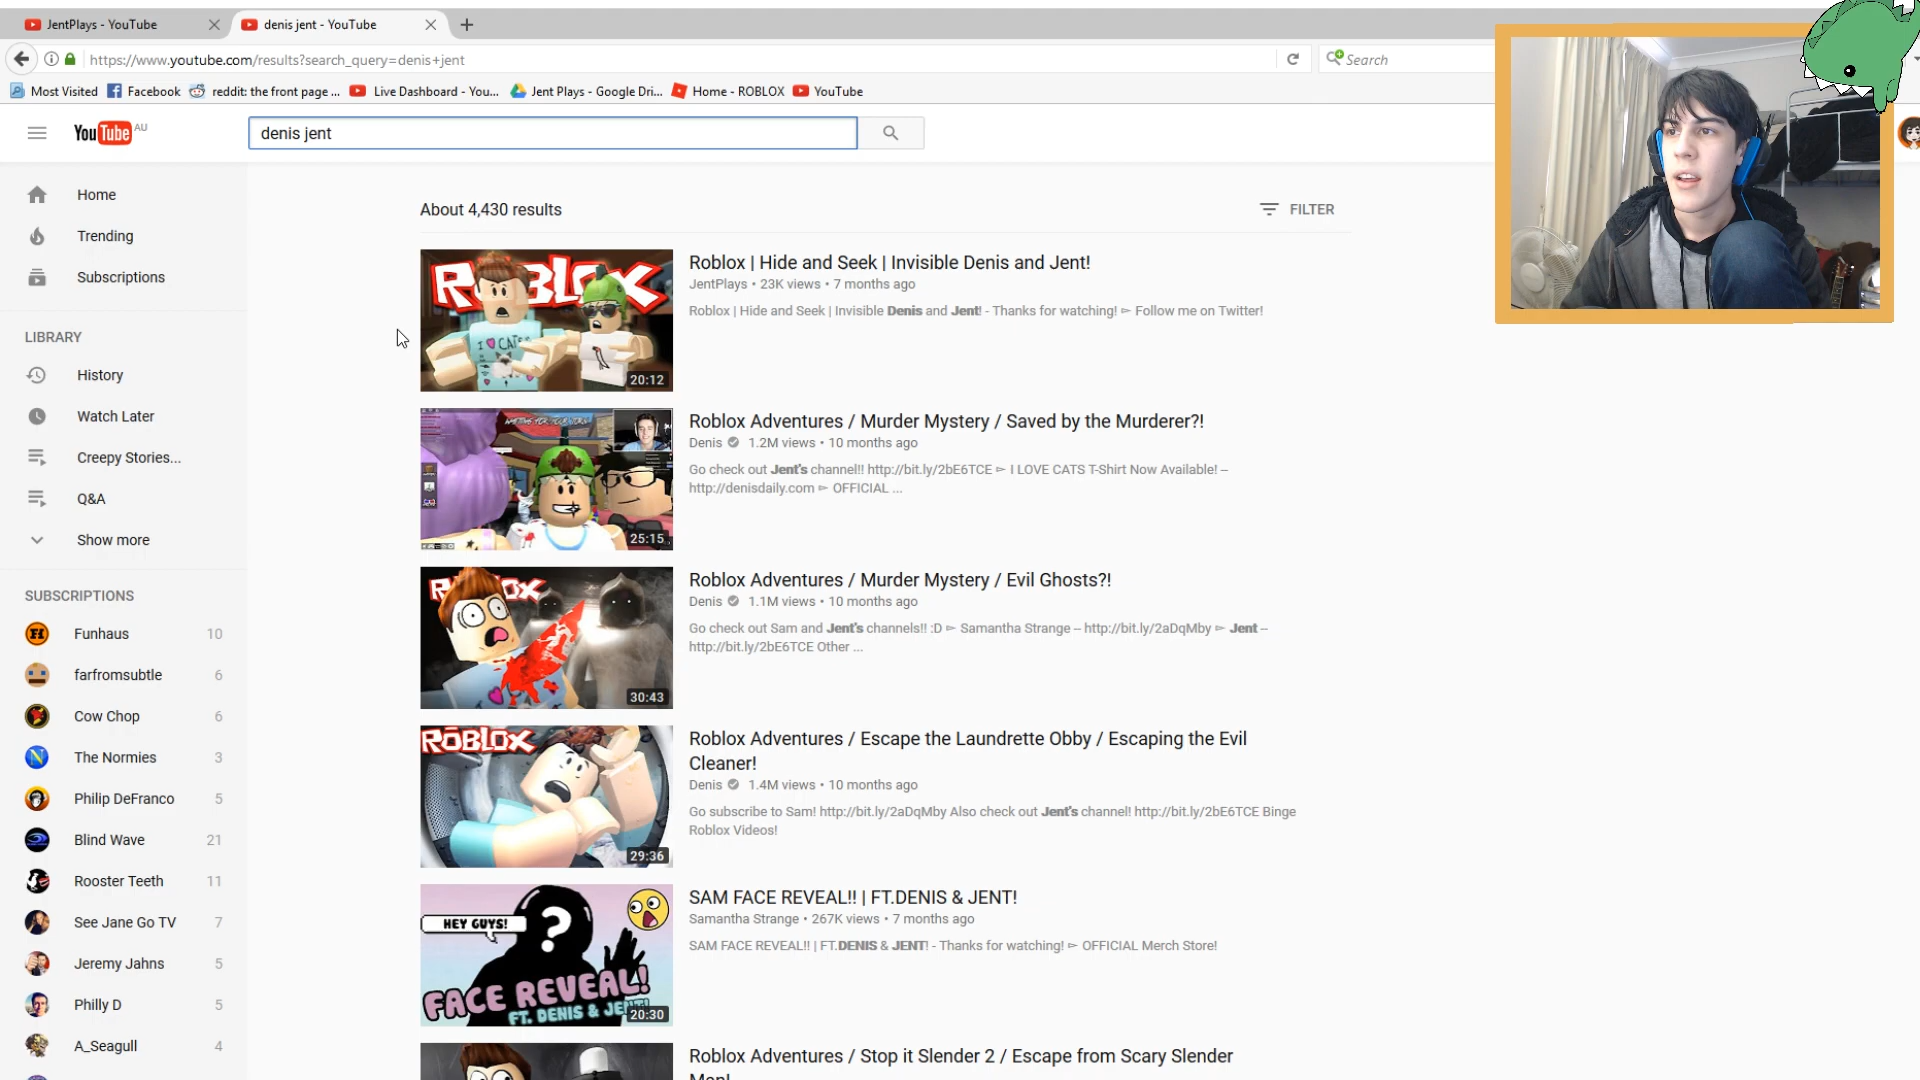 JentPlays - YouTube
denis jent - YouTube
https://www.youtube.com/results?search_query=denis+jent
Search
Most Visited
Facebook
reddit: the front page ...
Live Dashboard - You...
Jent Plays - Google Dri...
Home - ROBLOX
YouTube
YouTube AU
denis jent
Home
Trending
Subscriptions
LIBRARY
History
Watch Later
Creepy Stories...
Q&A
Show more
SUBSCRIPTIONS
Funhaus 10
farfromsubtle 6
Cow Chop 6
The Normies 3
Philip DeFranco 5
Blind Wave 21
Rooster Teeth 11
See Jane Go TV 7
Jeremy Jahns 5
Philly D 5
A_Seagull 4
About 4,430 results
FILTER
ROBLOX
I ♥ CATS
20:12
Roblox | Hide and Seek | Invisible Denis and Jent!
JentPlays • 23K views • 7 months ago
Roblox | Hide and Seek | Invisible Denis and Jent! - Thanks for watching! ► Follow me on Twitter!
25:15
Roblox Adventures / Murder Mystery / Saved by the Murderer?!
Denis 1.2M views • 10 months ago
Go check out Jent's channel!! http://bit.ly/2bE6TCE ► I LOVE CATS T-Shirt Now Available! –
http://denisdaily.com ► OFFICIAL ...
30:43
Roblox Adventures / Murder Mystery / Evil Ghosts?!
Denis 1.1M views • 10 months ago
Go check out Sam and Jent's channels!! :D ► Samantha Strange – http://bit.ly/2aDqMby ► Jent –
http://bit.ly/2bE6TCE Other ...
ROBLOX
29:36
Roblox Adventures / Escape the Laundrette Obby / Escaping the Evil
Cleaner!
Denis 1.4M views • 10 months ago
Go subscribe to Sam! http://bit.ly/2aDqMby Also check out Jent's channel! http://bit.ly/2bE6TCE Binge
Roblox Videos!
HEY GUYS!
?
FACE REVEAL!
FT. DENIS & JENT!
20:30
SAM FACE REVEAL!! | FT.DENIS & JENT!
Samantha Strange • 267K views • 7 months ago
SAM FACE REVEAL!! | FT.DENIS & JENT! - Thanks for watching! ► OFFICIAL Merch Store!
Roblox Adventures / Stop it Slender 2 / Escape from Scary Slender
Man!